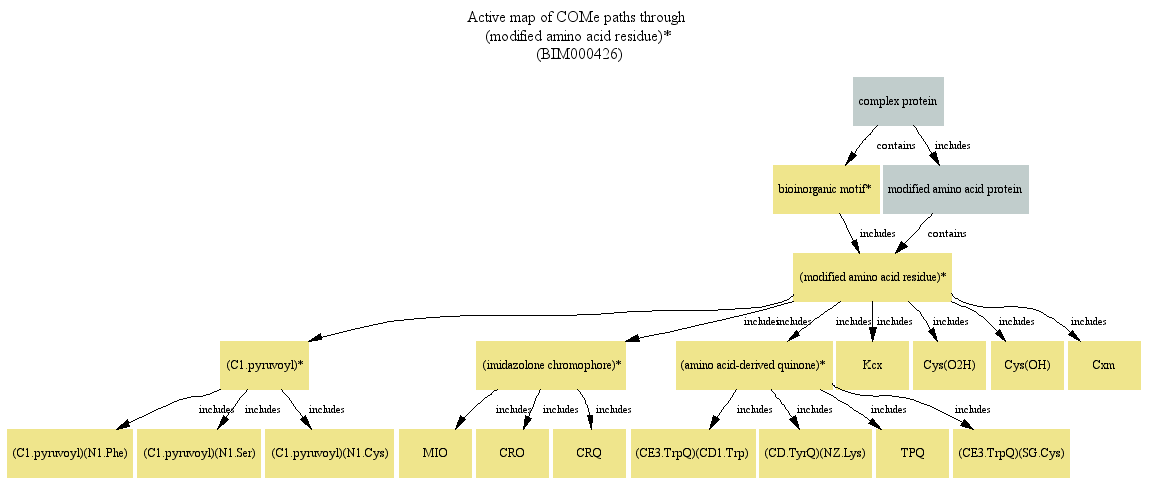 Active map of COMe paths through
(modified amino acid residue)*
(BIM000426)
complex protein
contains
includes
bioinorganic motif*
modified amino acid protein
includes
contains
(modified amino acid residue)*
includes
includes
includes
includes
includes
includes
includes
(C1.pyruvoyl)*
(imidazolone chromophore)*
(amino acid-derived quinone)*
Kcx
Cys(O2H)
Cys(OH)
Cxm
includes
includes
includes
includes
includes
includes
includes
includes
includes
includes
(C1.pyruvoyl)(N1.Phe)
(C1.pyruvoyl)(N1.Ser)
(C1.pyruvoyl)(N1.Cys)
MIO
CRO
CRQ
(CE3.TrpQ)(CD1.Trp)
(CD.TyrQ)(NZ.Lys)
TPQ
(CE3.TrpQ)(SG.Cys)